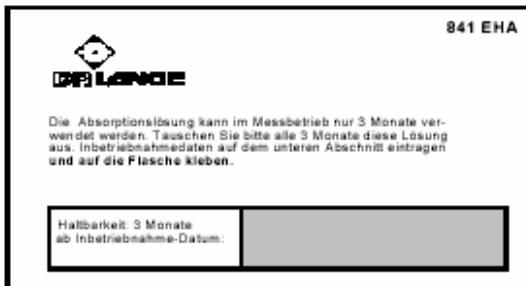 841 EHA
DR LANGE
Die Absorptionslösung kann im Messbetrieb nur 3 Monate ver-
wendet werden. Tauschen Sie bitte alle 3 Monate diese Lösung
aus. Inbetriebnahmedaten auf dem unteren Abschnitt eintragen
und auf die Flasche kleben.
Haltbarkeit: 3 Monate
ab Inbetriebnahme-Datum: